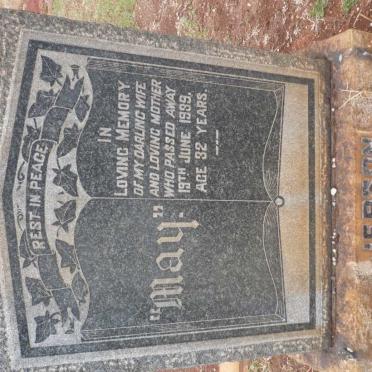 REST IN PEACE
"May"
IN
LOVING MEMORY
OF MY DARLING WIFE
AND LOVING MOTHER
WHO PASSED AWAY
19TH JUNE, 1939,
AGE 32 YEARS.